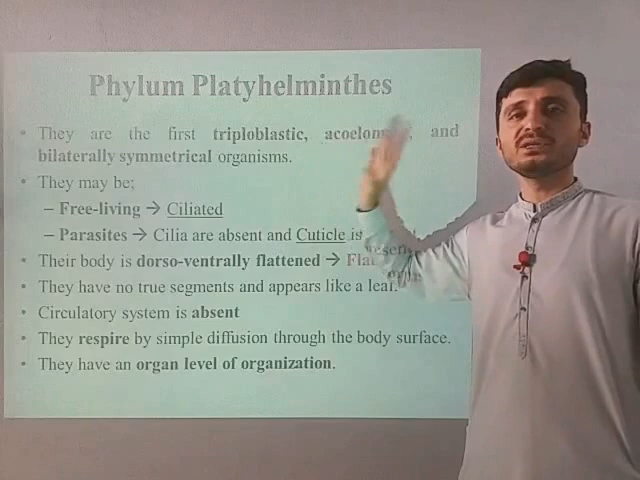 Phylum Platyhelminthes
• They are the first triploblastic, and
bilaterally symmetrical organisms.
• They may be;
– Free-living → Ciliated
– Parasites → Cilia are absent and Cuticle is
• Their body is dorso-ventrally flattened →
• They have no true segments and appears like a leaf.
• Circulatory system is absent
• They respire by simple diffusion through the body surface.
• They have an organ level of organization.